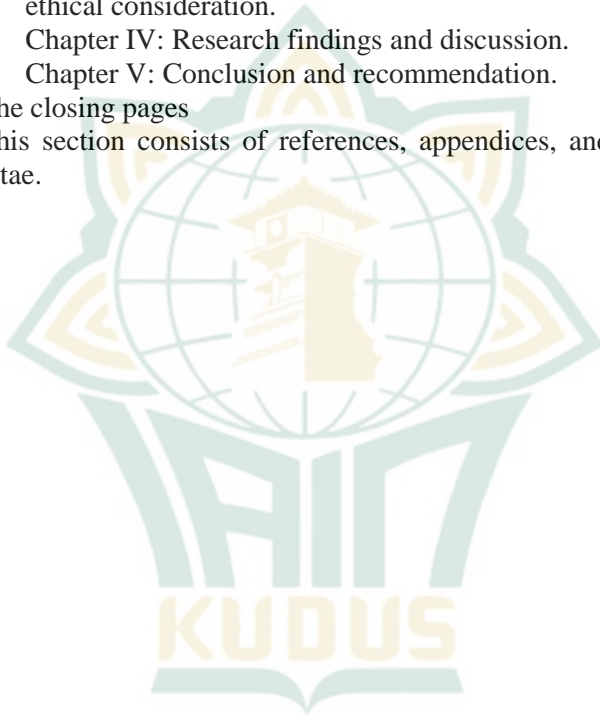 ethical consideration.
Chapter IV: Research findings and discussion.
Chapter V: Conclusion and recommendation.
he closing pages
his section consists of references, appendices, and
tae.
IAIN
KUDUS